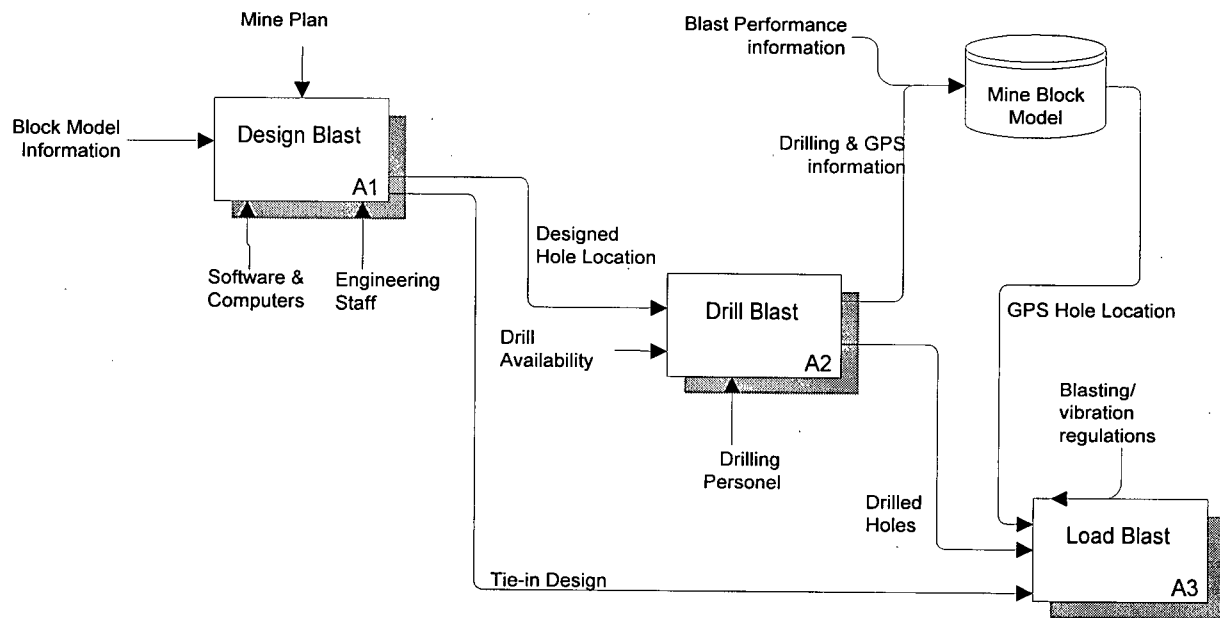 Mine Plan
Blast Performance
information
Mine Block
Model
Block Model
Information
Design Blast
A1
Drilling & GPS
information
Software &
Computers
Engineering
Staff
Designed
Hole Location
Drill Blast
A2
GPS Hole Location
Drill
Availability
Blasting/
vibration
regulations
Drilling
Personel
Drilled
Holes
Load Blast
A3
Tie-in Design